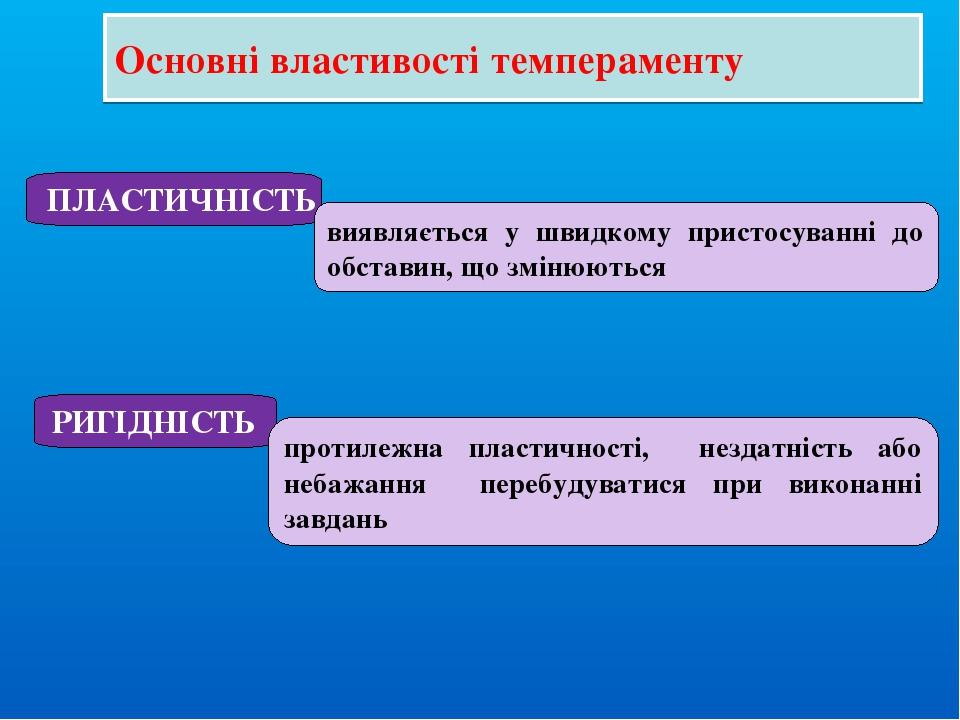 Основні властивості темпераменту
ПЛАСТИЧНІСТЬ
виявляється у швидкому пристосуванні до
обставин, що змінюються
РИГІДНІСТЬ
протилежна пластичності, нездатність або
небажання перебудуватися при виконанні
завдань